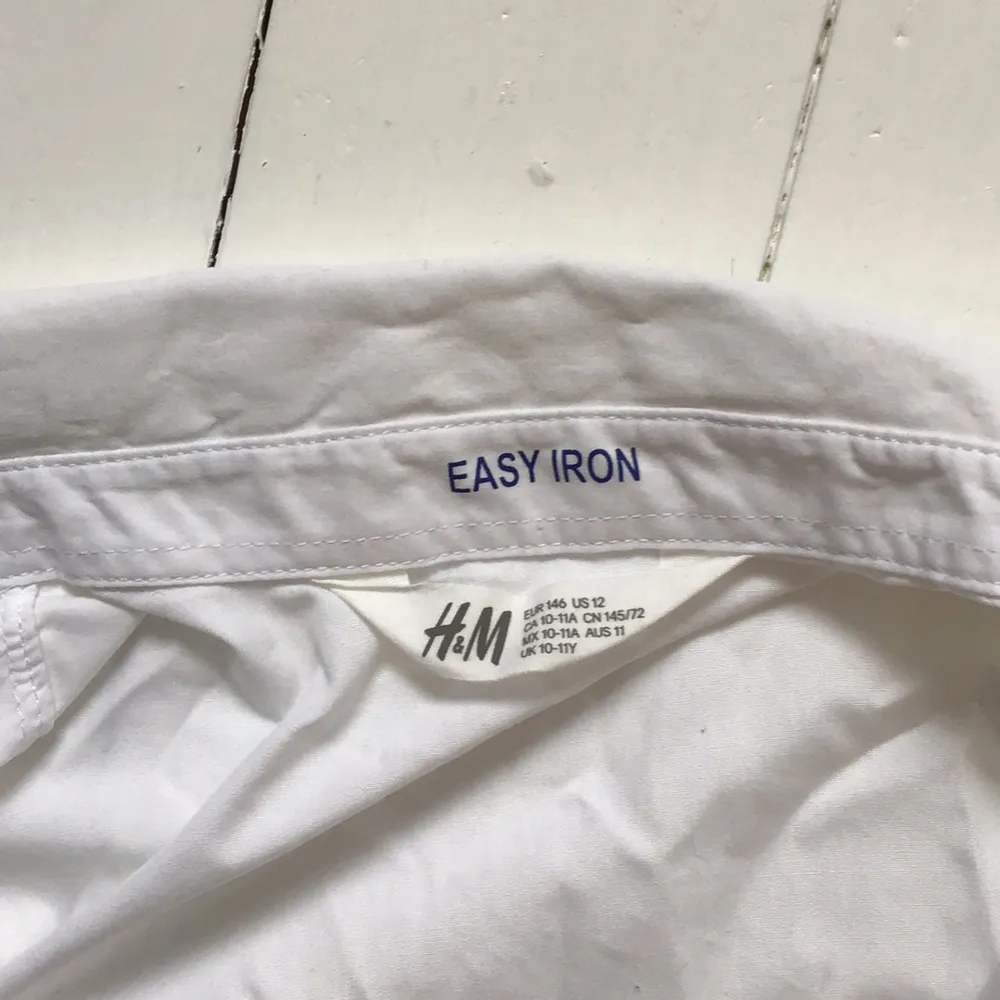 EASY IRON
H&M
EUR 146 US 12
CA 10-11A CN 145/72
MX 10-11A AUS 11
UK 10-11Y